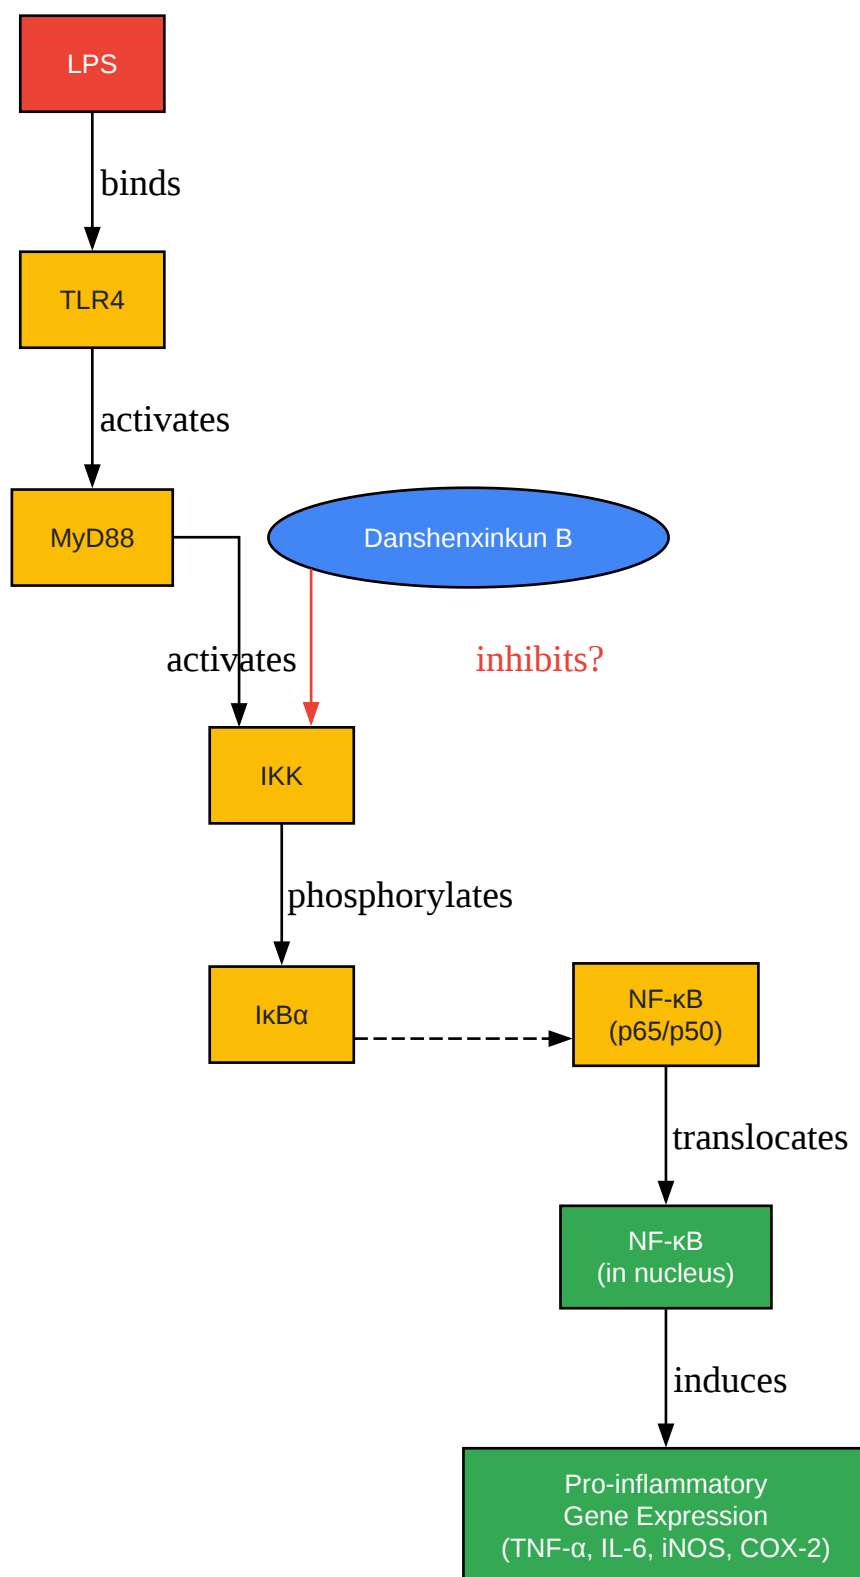 LPS
binds
TLR4
activates
MyD88
Danshenxinkun B
activates
inhibits?
IKK
phosphorylates
IκBα
NF-κB
(p65/p50)
translocates
NF-κB
(in nucleus)
induces
Pro-inflammatory
Gene Expression
(TNF-α, IL-6, iNOS, COX-2)